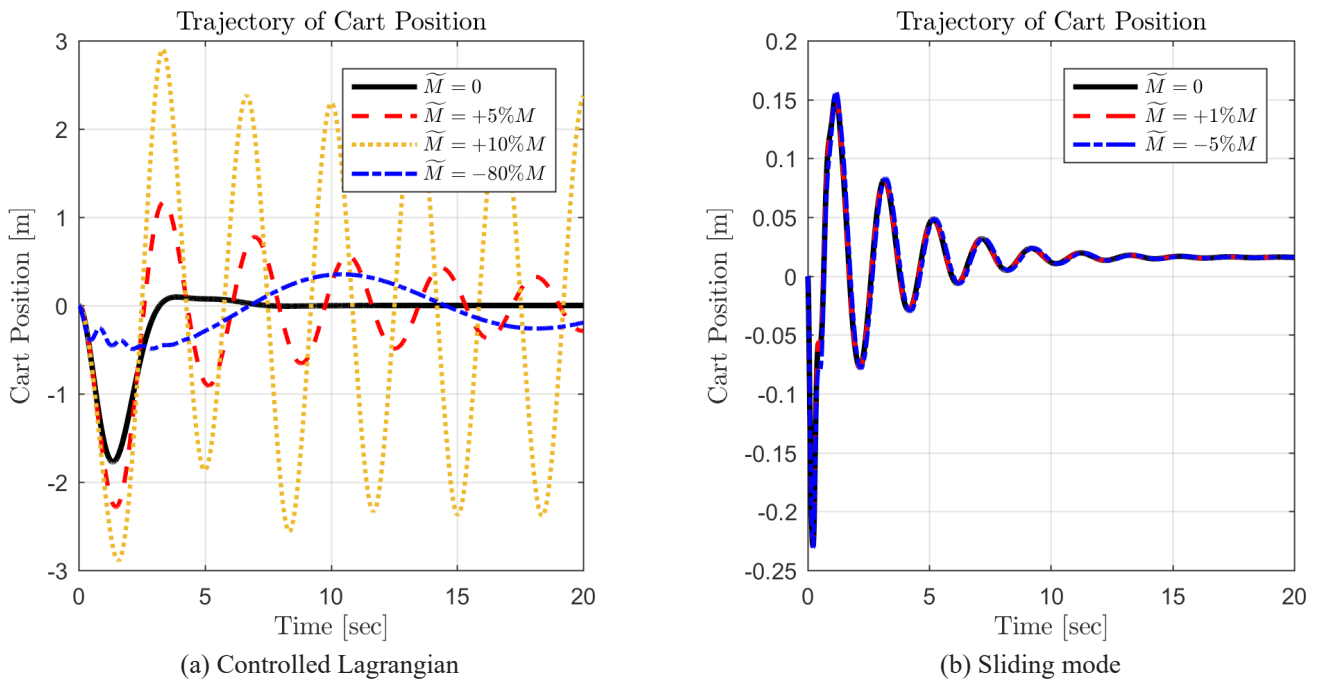 Trajectory of Cart Position
Cart Position [m]
3
2
1
0
-1
-2
-3
M̃ = 0
M̃ = +5%M
M̃ = +10%M
M̃ = −80%M
0 5 10 15 20
Time [sec]
(a) Controlled Lagrangian
Trajectory of Cart Position
Cart Position [m]
0.2
0.15
0.1
0.05
0
-0.05
-0.1
-0.15
-0.2
-0.25
M̃ = 0
M̃ = +1%M
M̃ = −5%M
0 5 10 15 20
Time [sec]
(b) Sliding mode